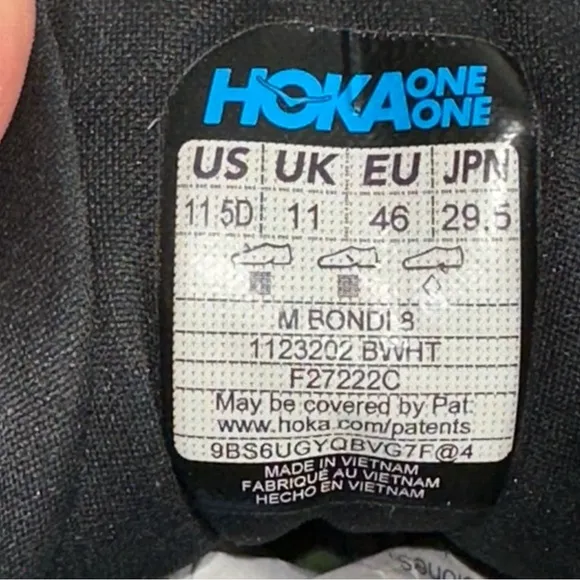 HOKA ONE ONE
US UK EU JPN
11.5D 11 46 29.5
M BONDI 8
1123202 BWHT
F27222C
May be covered by Pat.
www.hoka.com/patents
9BS6UGYQBVG7F@4
MADE IN VIETNAM
FABRIQUÉ AU VIETNAM
HECHO EN VIETNAM